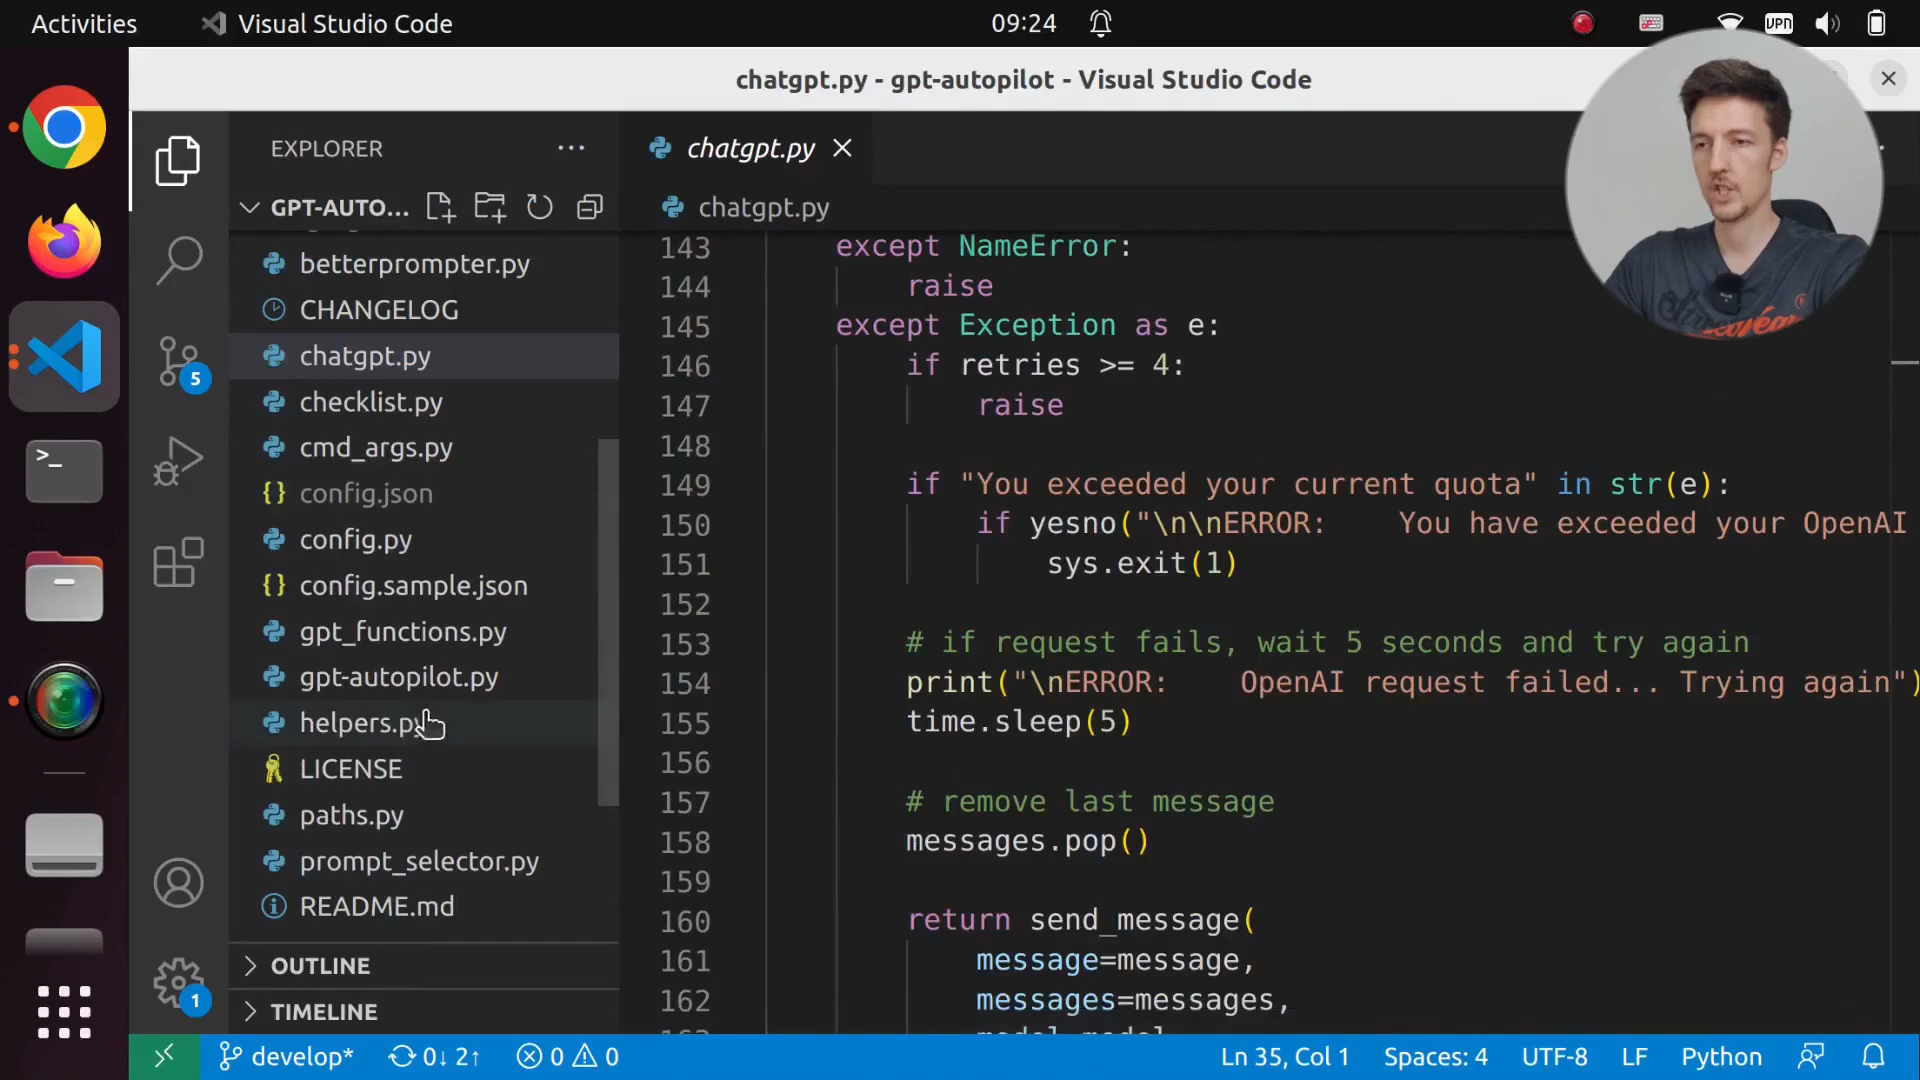 Activities
Visual Studio Code
09:24
VPN
chatgpt.py - gpt-autopilot - Visual Studio Code
EXPLORER
GPT-AUTO...
betterprompter.py
CHANGELOG
chatgpt.py
checklist.py
cmd_args.py
config.json
config.py
config.sample.json
gpt_functions.py
gpt-autopilot.py
helpers.py
LICENSE
paths.py
prompt_selector.py
README.md
OUTLINE
TIMELINE
5
1
chatgpt.py
chatgpt.py
143 except NameError:
144 raise
145 except Exception as e:
146 if retries >= 4:
147 raise
148
149 if "You exceeded your current quota" in str(e):
150 if yesno("\n\nERROR:    You have exceeded your OpenAI
151 sys.exit(1)
152
153 # if request fails, wait 5 seconds and try again
154 print("\nERROR:    OpenAI request failed... Trying again")
155 time.sleep(5)
156
157 # remove last message
158 messages.pop()
159
160 return send_message(
161 message=message,
162 messages=messages,
develop*
0↓ 2↑
0
0
Ln 35, Col 1
Spaces: 4
UTF-8
LF
Python